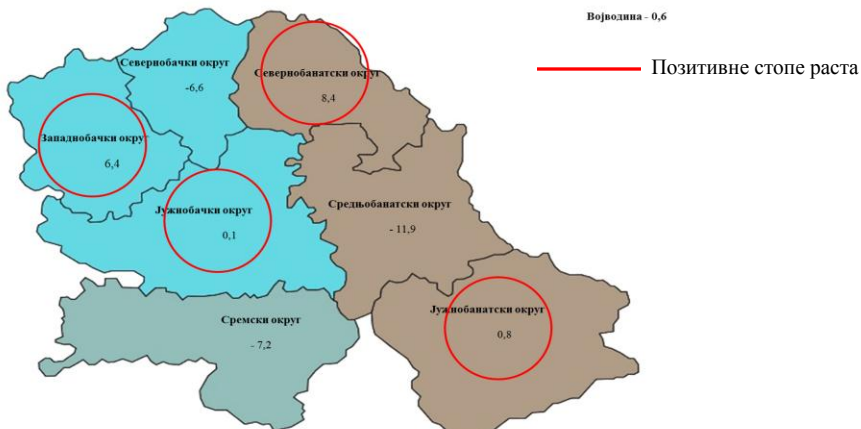 Војводина - 0,6
Позитивне стопе раста
Севернобачки округ
-6,6
Севернобанатски округ
8,4
Западнобачки округ
6,4
Јужнобачки округ
0,1
Средњобанатски округ
- 11,9
Сремски округ
- 7,2
Јужнобанатски округ
0,8